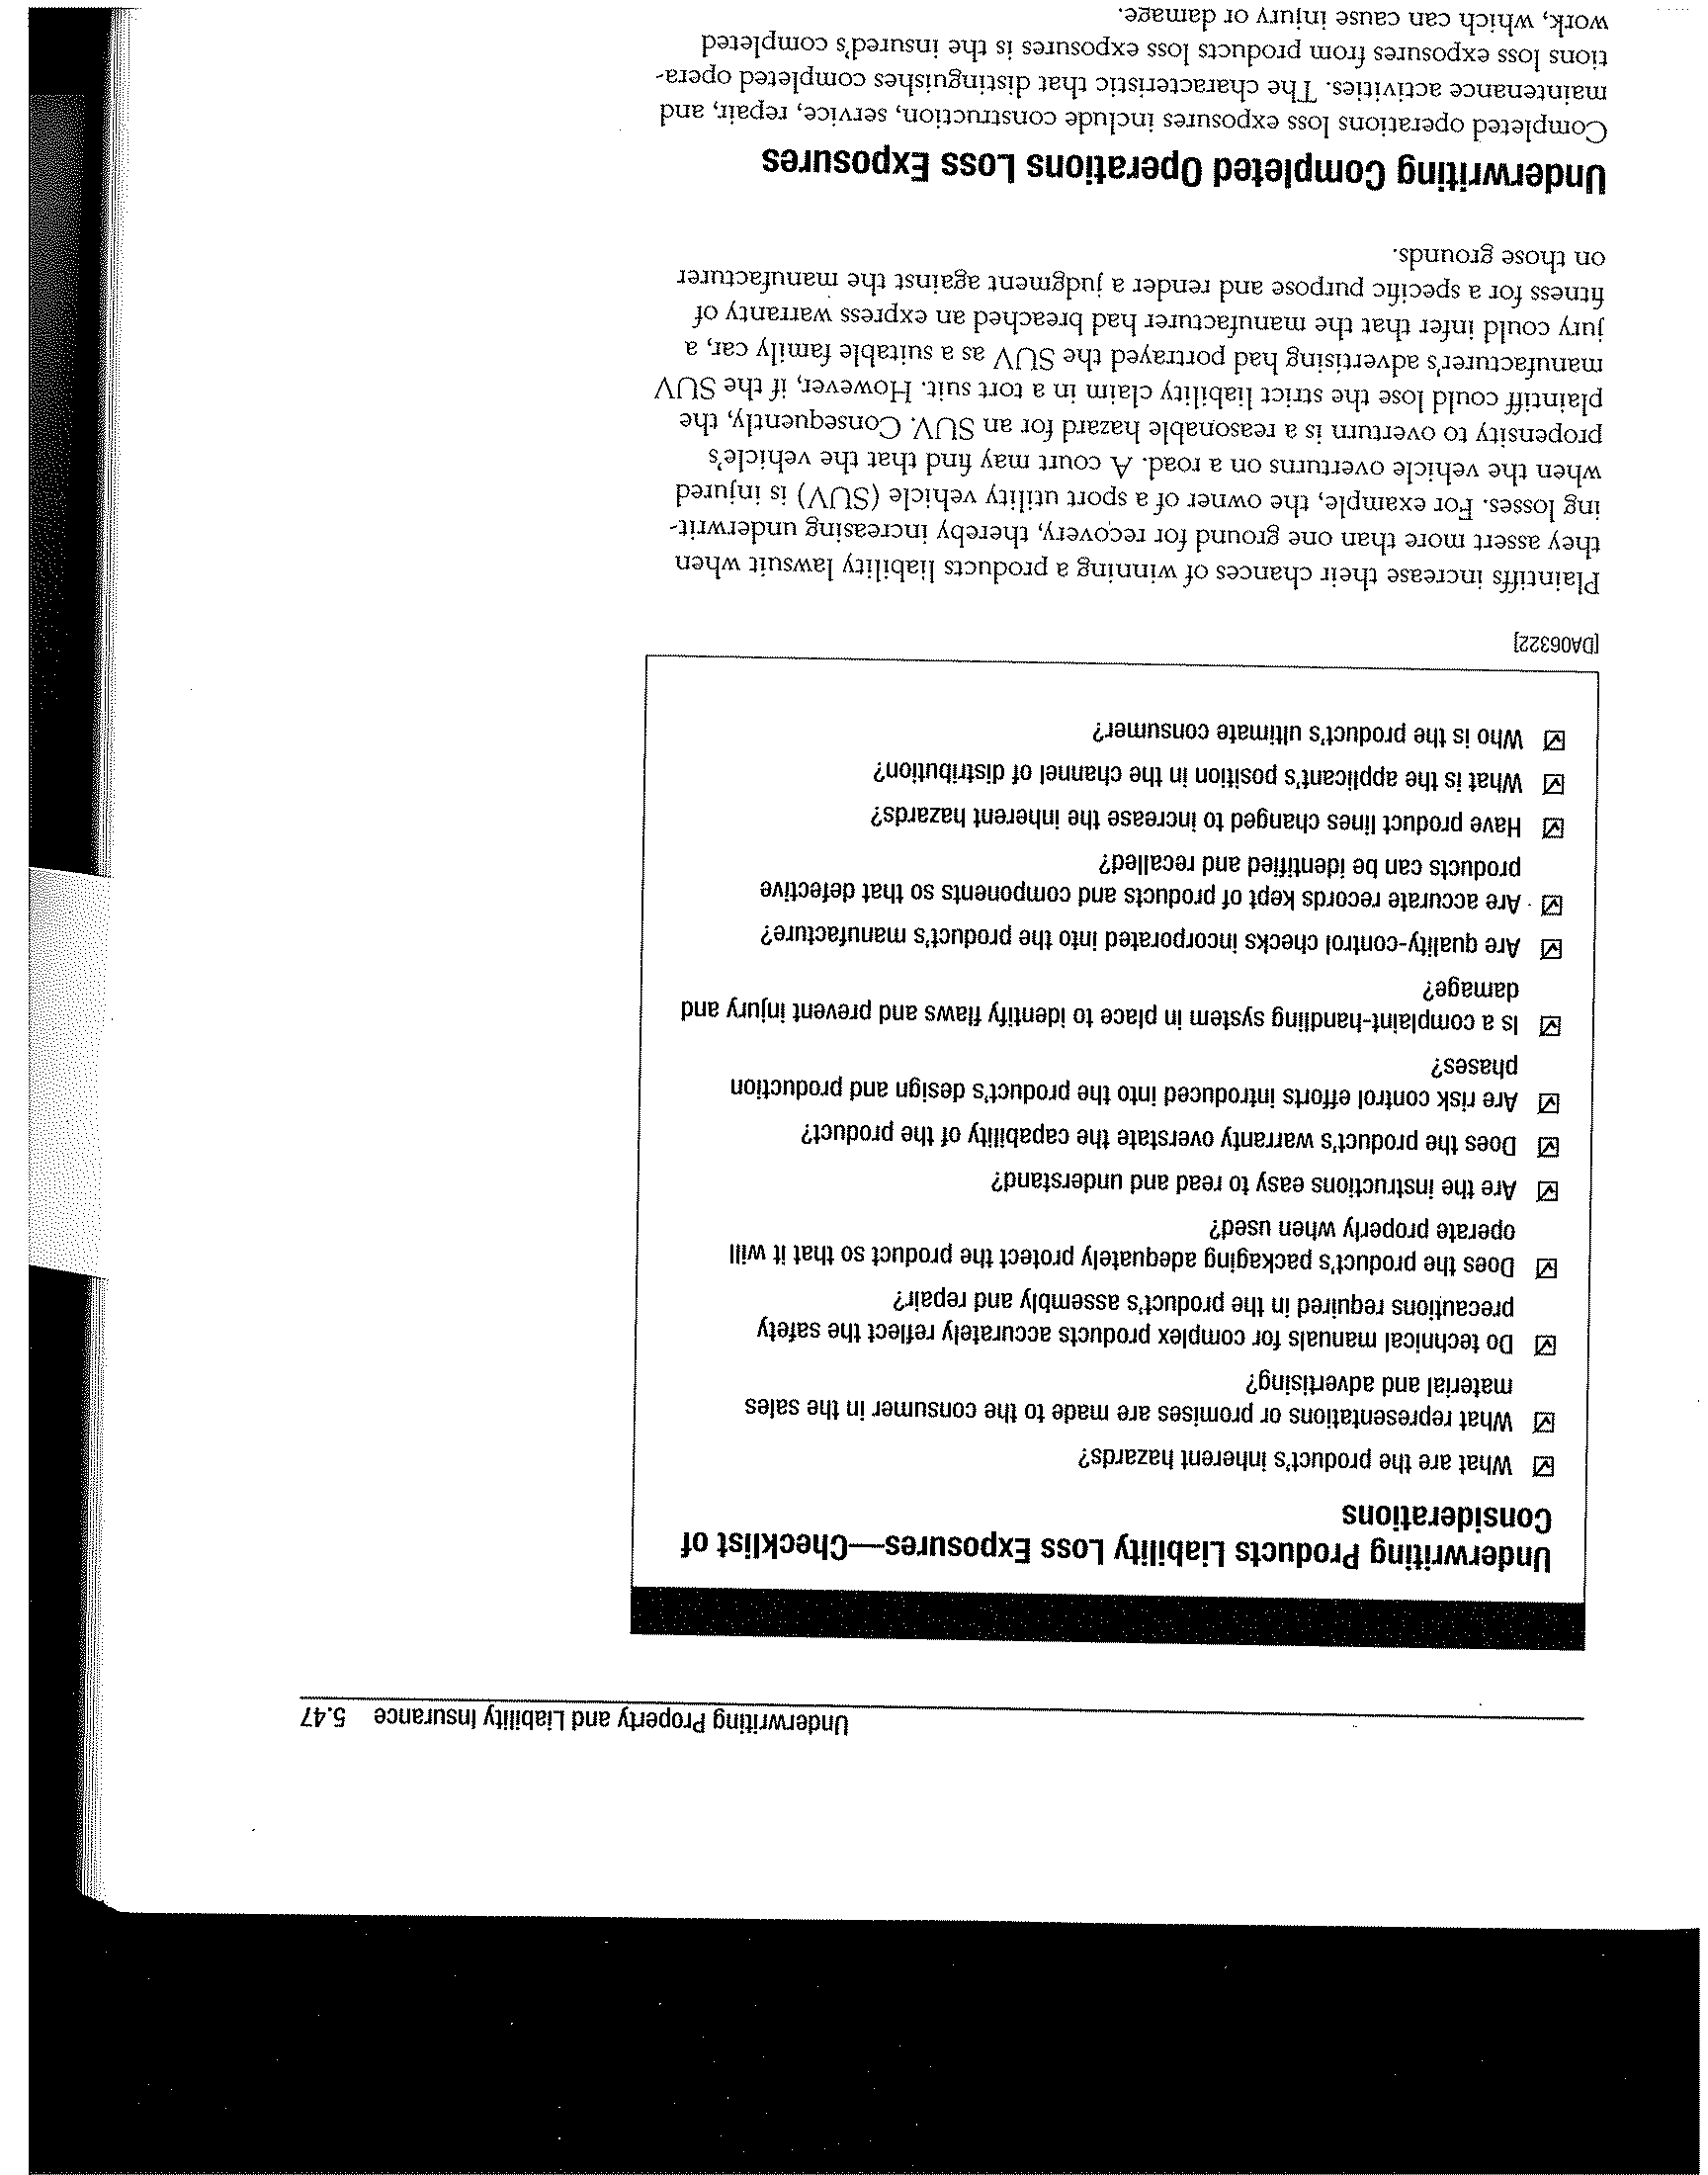 Underwriting Property and Liability Insurance 5.47
Underwriting Products Liability Loss Exposures—Checklist of
Considerations
☑ What are the product's inherent hazards?
☑ What representations or promises are made to the consumer in the sales
material and advertising?
☑ Do technical manuals for complex products accurately reflect the safety
precautions required in the product's assembly and repair?
☑ Does the product's packaging adequately protect the product so that it will
operate properly when used?
☑ Are the instructions easy to read and understand?
☑ Does the product's warranty overstate the capability of the product?
☑ Are risk control efforts introduced into the product's design and production
phases?
☑ Is a complaint-handling system in place to identify flaws and prevent injury and
damage?
☑ Are quality-control checks incorporated into the product's manufacture?
☑ Are accurate records kept of products and components so that defective
products can be identified and recalled?
☑ Have product lines changed to increase the inherent hazards?
☑ What is the applicant's position in the channel of distribution?
☑ Who is the product's ultimate consumer?
[DA06322]
Plaintiffs increase their chances of winning a products liability lawsuit when
they assert more than one ground for recovery, thereby increasing underwrit-
ing losses. For example, the owner of a sport utility vehicle (SUV) is injured
when the vehicle overturns on a road. A court may find that the vehicle's
propensity to overturn is a reasonable hazard for an SUV. Consequently, the
plaintiff could lose the strict liability claim in a tort suit. However, if the SUV
manufacturer's advertising had portrayed the SUV as a suitable family car, a
jury could infer that the manufacturer had breached an express warranty of
fitness for a specific purpose and render a judgment against the manufacturer
on those grounds.
Underwriting Completed Operations Loss Exposures
Completed operations loss exposures include construction, service, repair, and
maintenance activities. The characteristic that distinguishes completed opera-
tions loss exposures from products loss exposures is the insured's completed
work, which can cause injury or damage.